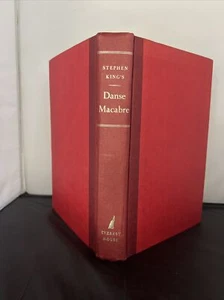 STEPHEN
KING'S
Danse
Macabre
EVEREST
HOUSE